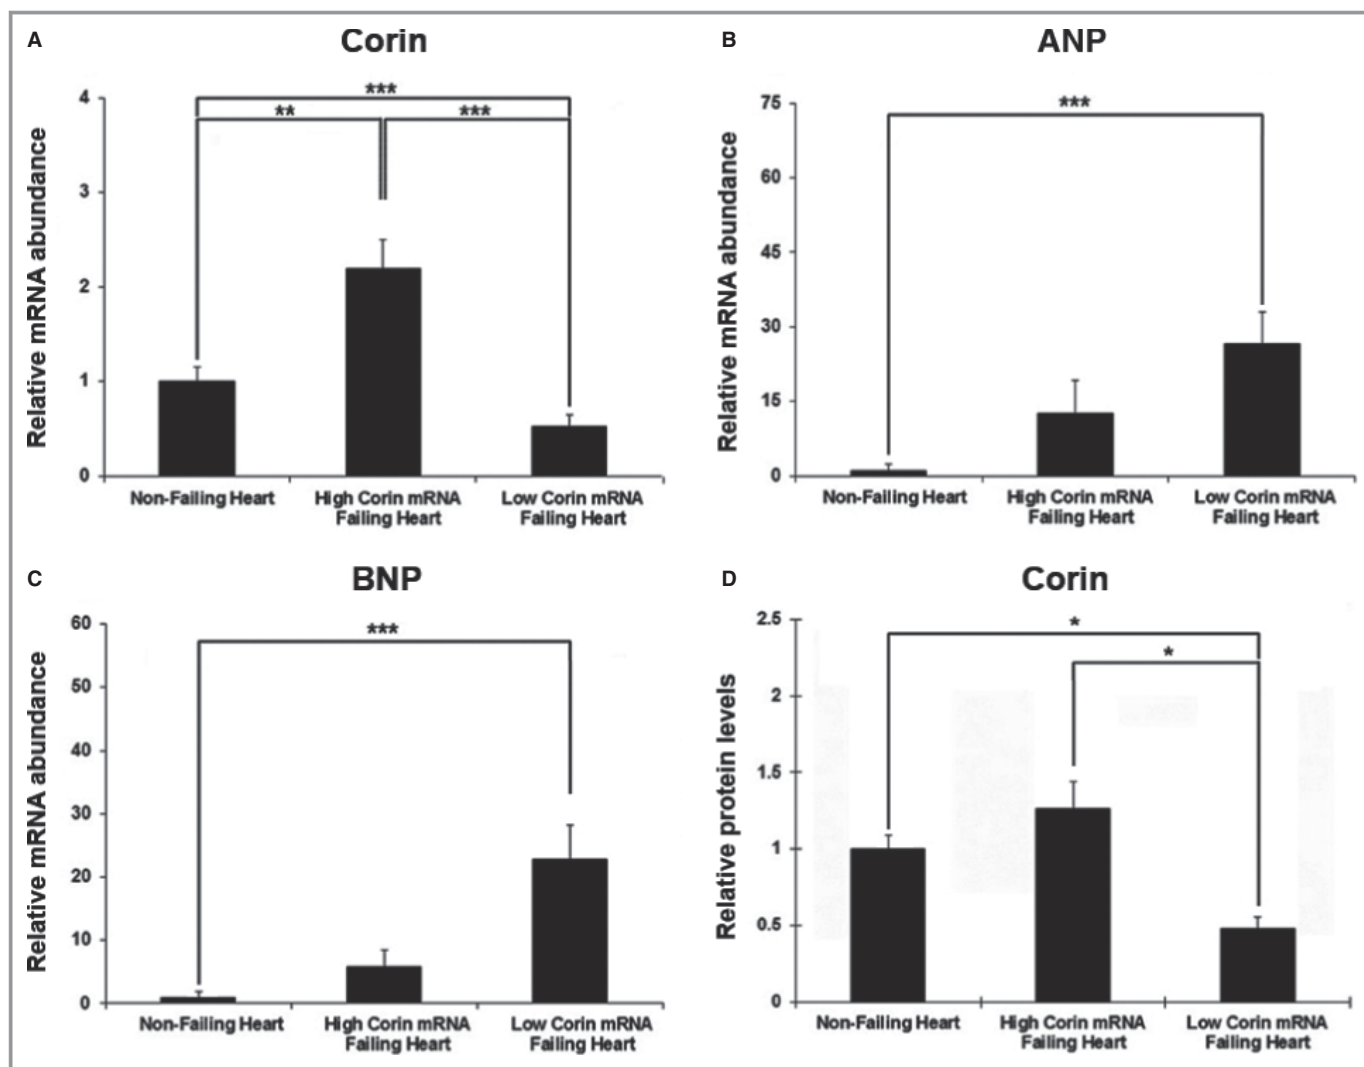 A
Corin
Relative mRNA abundance
4
3
2
1
0
***
**
***
Non-Failing Heart
High Corin mRNA
Failing Heart
Low Corin mRNA
Failing Heart
B
ANP
Relative mRNA abundance
75
60
45
30
15
0
***
Non-Failing Heart
High Corin mRNA
Failing Heart
Low Corin mRNA
Failing Heart
C
BNP
Relative mRNA abundance
60
50
40
30
20
10
0
***
Non-Failing Heart
High Corin mRNA
Failing Heart
Low Corin mRNA
Failing Heart
D
Corin
Relative protein levels
2.5
2
1.5
1
0.5
0
*
*
Non-Failing Heart
High Corin mRNA
Failing Heart
Low Corin mRNA
Failing Heart